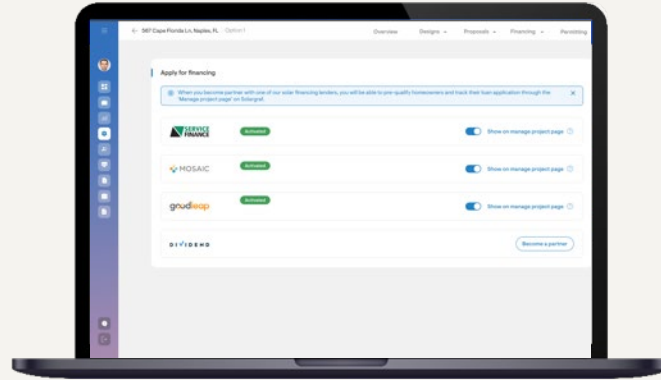 ← 567 Cape Florida Ln, Naples, FL Option 1
Overview Designs Proposals Financing Permitting
Apply for financing
When you become partner with one of our solar financing lenders, you will be able to pre-qualify homeowners and track their loan application through the
'Manage project page' on Solargraf.
SERVICE
FINANCE
Activated
Show on manage project page
MOSAIC
Activated
Show on manage project page
goodleap
Activated
Show on manage project page
DIVIDEND
Become a partner